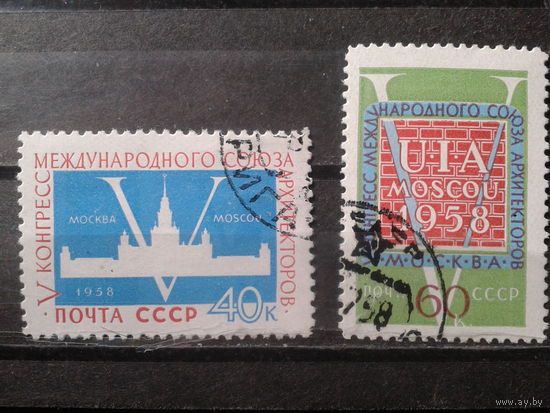 V КОНГРЕСС МЕЖДУНАРОДНОГО СОЮЗА АРХИТЕКТОРОВ ·
МОСКВА V MOSCOU
1958
ПОЧТА СССР 40К
КОНГРЕСС МЕЖДУНАРОДНОГО СОЮЗА АРХИТЕКТОРОВ
V
U·I·A
MOSCOU
1958
· МОСКВА ·
ПОЧТА 60 СССР
К
www.ay.by